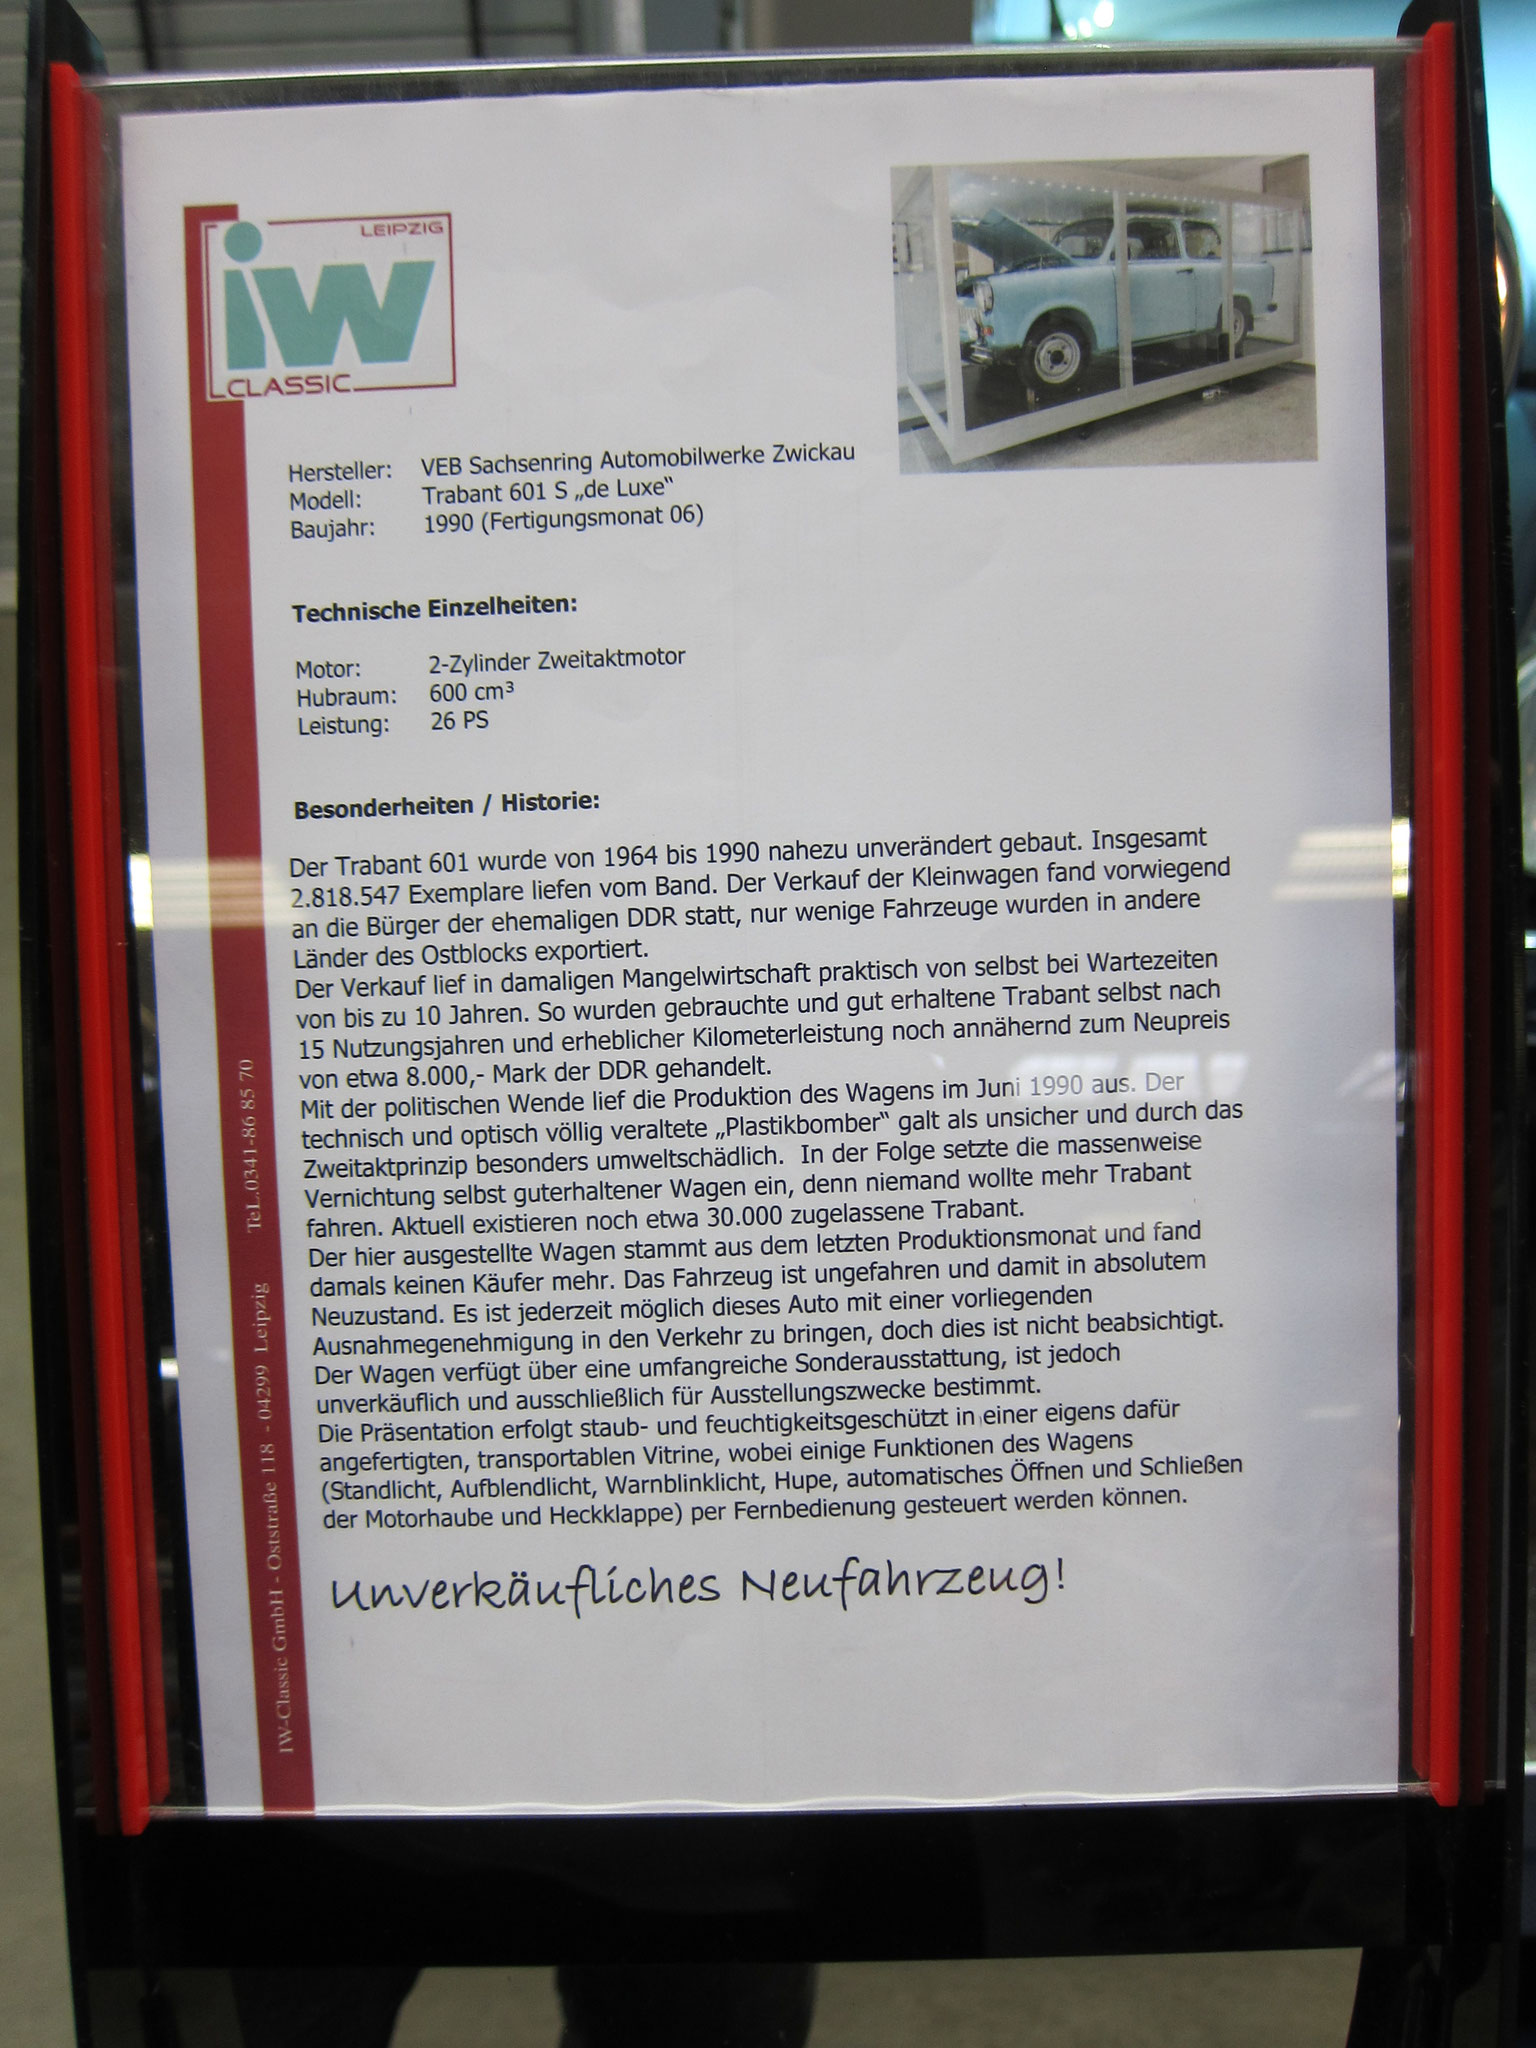 LEIPZIG
iw
CLASSIC
Hersteller: VEB Sachsenring Automobilwerke Zwickau
Modell: Trabant 601 S „de Luxe“
Baujahr: 1990 (Fertigungsmonat 06)
Technische Einzelheiten:
Motor: 2-Zylinder Zweitaktmotor
Hubraum: 600 cm³
Leistung: 26 PS
Besonderheiten / Historie:
Der Trabant 601 wurde von 1964 bis 1990 nahezu unverändert gebaut. Insgesamt
2.818.547 Exemplare liefen vom Band. Der Verkauf der Kleinwagen fand vorwiegend
an die Bürger der ehemaligen DDR statt, nur wenige Fahrzeuge wurden in andere
Länder des Ostblocks exportiert.
Der Verkauf lief in damaligen Mangelwirtschaft praktisch von selbst bei Wartezeiten
von bis zu 10 Jahren. So wurden gebrauchte und gut erhaltene Trabant selbst nach
15 Nutzungsjahren und erheblicher Kilometerleistung noch annähernd zum Neupreis
von etwa 8.000,- Mark der DDR gehandelt.
Mit der politischen Wende lief die Produktion des Wagens im Juni 1990 aus. Der
technisch und optisch völlig veraltete „Plastikbomber“ galt als unsicher und durch das
Zweitaktprinzip besonders umweltschädlich. In der Folge setzte die massenweise
Vernichtung selbst guterhaltener Wagen ein, denn niemand wollte mehr Trabant
fahren. Aktuell existieren noch etwa 30.000 zugelassene Trabant.
Der hier ausgestellte Wagen stammt aus dem letzten Produktionsmonat und fand
damals keinen Käufer mehr. Das Fahrzeug ist ungefahren und damit in absolutem
Neuzustand. Es ist jederzeit möglich dieses Auto mit einer vorliegenden
Ausnahmegenehmigung in den Verkehr zu bringen, doch dies ist nicht beabsichtigt.
Der Wagen verfügt über eine umfangreiche Sonderausstattung, ist jedoch
unverkäuflich und ausschließlich für Ausstellungszwecke bestimmt.
Die Präsentation erfolgt staub- und feuchtigkeitsgeschützt in einer eigens dafür
angefertigten, transportablen Vitrine, wobei einige Funktionen des Wagens
(Standlicht, Aufblendlicht, Warnblinklicht, Hupe, automatisches Öffnen und Schließen
der Motorhaube und Heckklappe) per Fernbedienung gesteuert werden können.
Unverkäufliches Neufahrzeug!
IW-Classic GmbH - Oststraße 118 - 04299 Leipzig TeL.0341-86 85 70